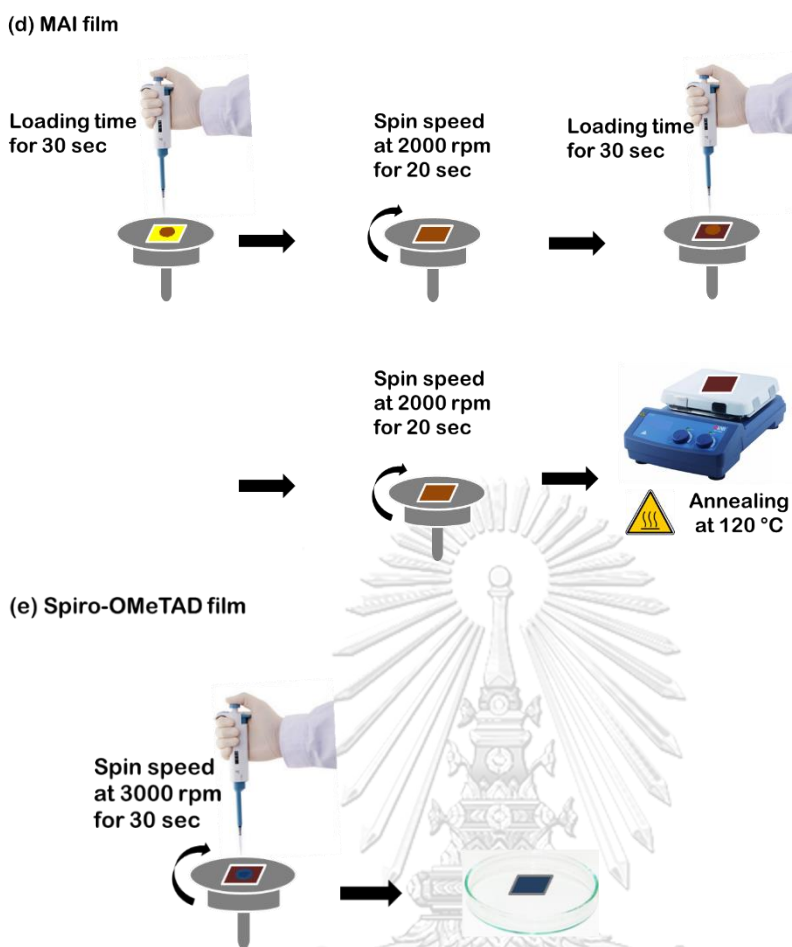 (d) MAI film
Loading time
for 30 sec
Spin speed
at 2000 rpm
for 20 sec
Loading time
for 30 sec
Spin speed
at 2000 rpm
for 20 sec
Annealing
at 120 °C
(e) Spiro-OMeTAD film
Spin speed
at 3000 rpm
for 30 sec